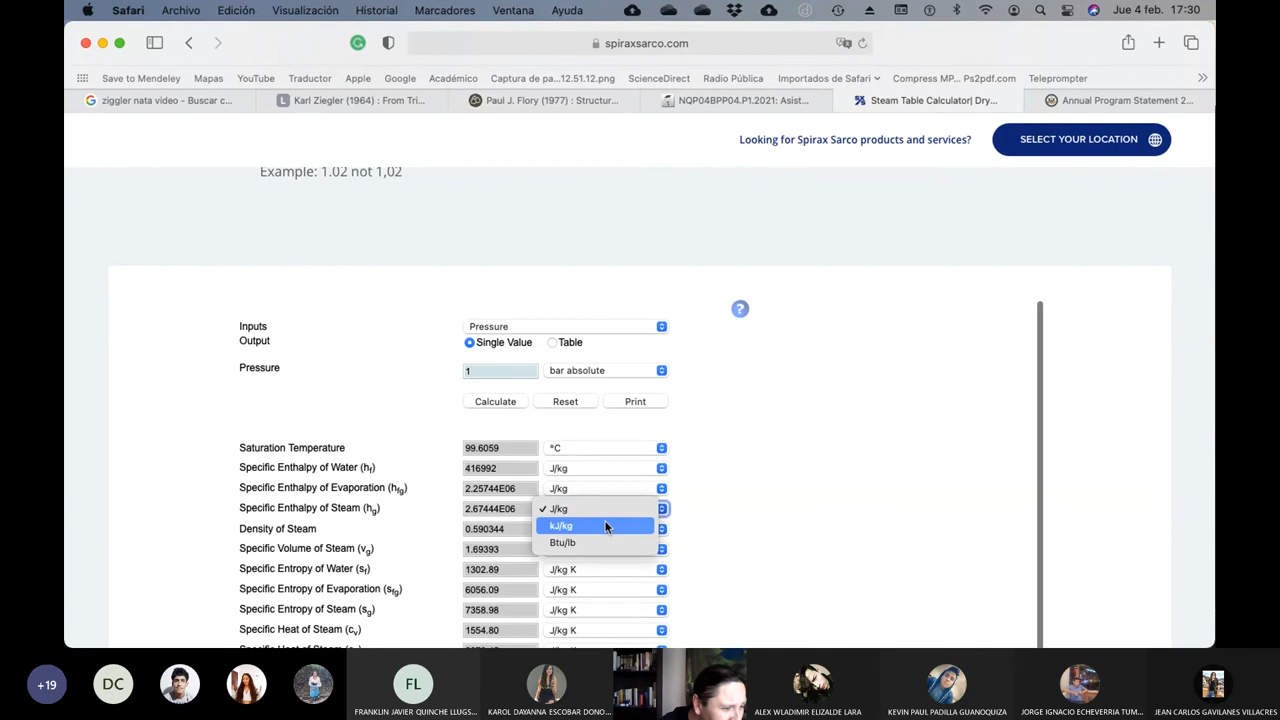 Safari Archivo Edición Visualización Historial Marcadores Ventana Ayuda Jue 4 feb. 17:30
spiraxsarco.com
Save to Mendeley Mapas YouTube Traductor Apple Google Académico Captura de pa...12.51.12.png ScienceDirect Radio Pública Importados de Safari Compress MP... Ps2pdf.com Teleprompter
ziggler nata video - Buscar c... Karl Ziegler (1964) : From Tri... Paul J. Flory (1977) : Structur... NQP04BPP04.P1.2021: Asist... Steam Table Calculator| Dry... Annual Program Statement 2...
Looking for Spirax Sarco products and services? SELECT YOUR LOCATION
Example: 1.02 not 1,02
?
Inputs Pressure
Output Single Value Table
Pressure 1 bar absolute
Calculate Reset Print
Saturation Temperature 99.6059 °C
Specific Enthalpy of Water (hf) 416992 J/kg
Specific Enthalpy of Evaporation (hfg) 2.25744E06 J/kg
Specific Enthalpy of Steam (hg) 2.67444E06 ✓ J/kg
kJ/kg
Btu/lb
Density of Steam 0.590344
Specific Volume of Steam (vg) 1.69393
Specific Entropy of Water (sf) 1302.89 J/kg K
Specific Entropy of Evaporation (sfg) 6056.09 J/kg K
Specific Entropy of Steam (sg) 7358.98 J/kg K
Specific Heat of Steam (cv) 1554.80 J/kg K
+19 DC FL
FRANKLIN JAVIER QUINCHE LLUGS... KAROL DAYANNA ESCOBAR DONO... ALEX WLADIMIR ELIZALDE LARA KEVIN PAUL PADILLA GUANOQUIZA JORGE IGNACIO ECHEVERRIA TUM... JEAN CARLOS GAVILANES VILLACRES